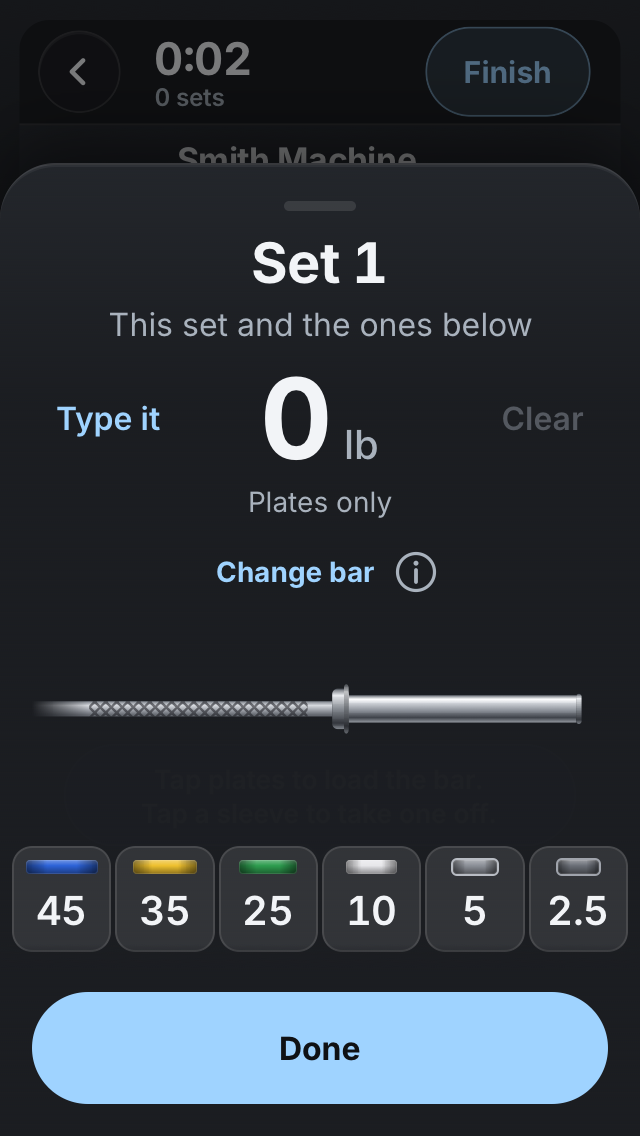 0:02
Finish
0 sets
Smith Machine
Set 1
This set and the ones below
Type it
0 lb
Clear
Plates only
Change bar
Tap plates to load the bar.
Tap a sleeve to take one off.
45
35
25
10
5
2.5
Done